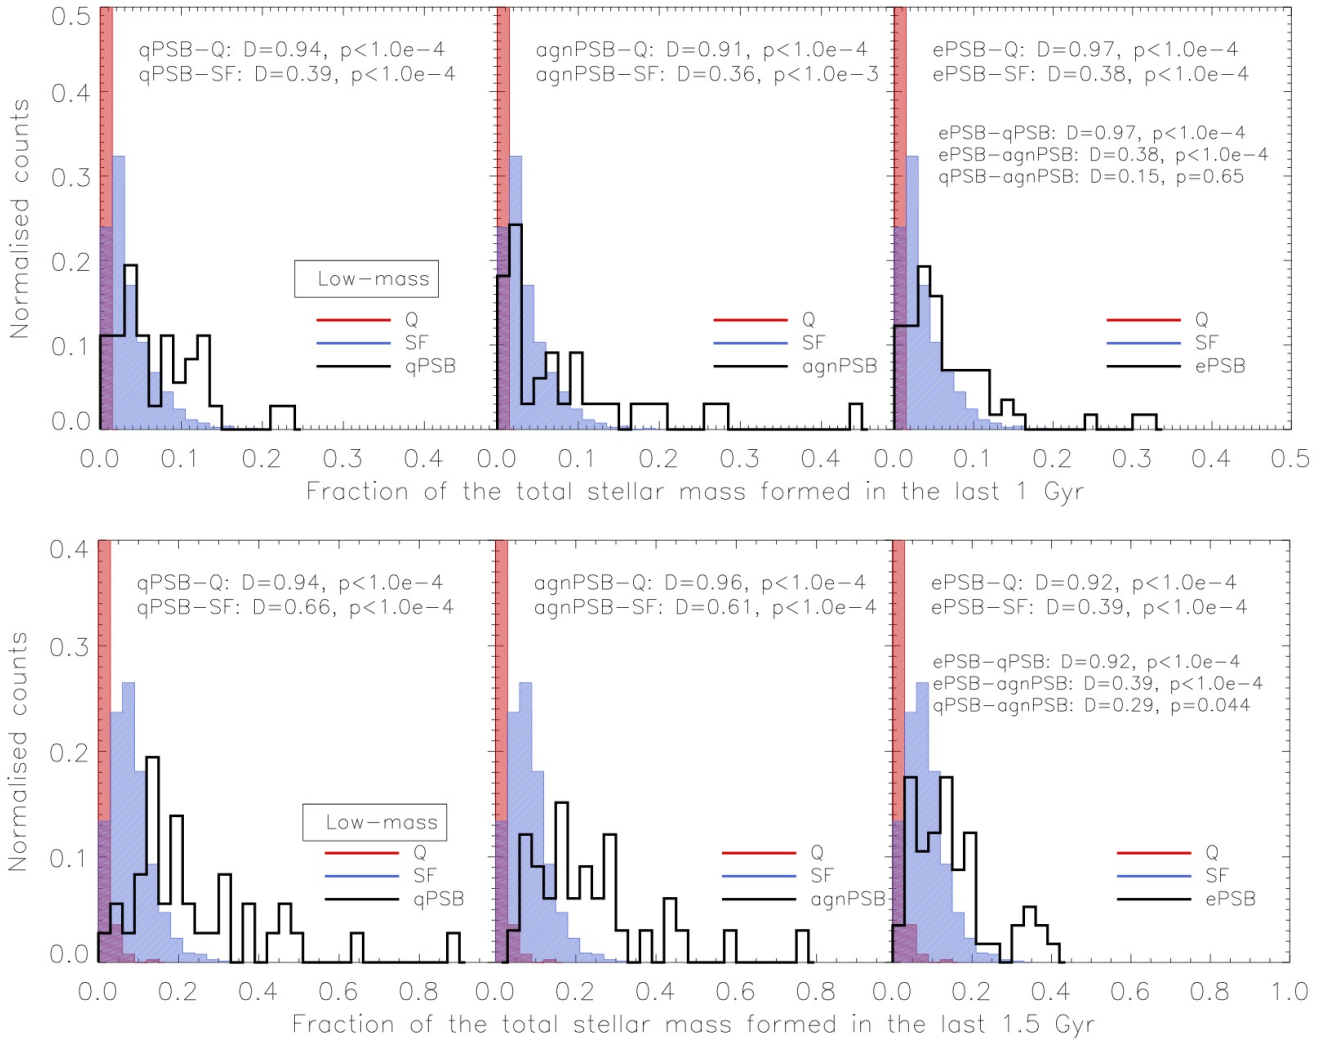 qPSB-Q: D=0.94, p<1.0e-4
qPSB-SF: D=0.39, p<1.0e-4
Low-mass
Q
SF
qPSB
agnPSB-Q: D=0.91, p<1.0e-4
agnPSB-SF: D=0.36, p<1.0e-3
Q
SF
agnPSB
ePSB-Q: D=0.97, p<1.0e-4
ePSB-SF: D=0.38, p<1.0e-4
ePSB-qPSB: D=0.97, p<1.0e-4
ePSB-agnPSB: D=0.38, p<1.0e-4
qPSB-agnPSB: D=0.15, p=0.65
Q
SF
ePSB
Normalised counts
0.5
0.4
0.3
0.2
0.1
0.0
0.0 0.1 0.2 0.3 0.4 0.0 0.1 0.2 0.3 0.4 0.0 0.1 0.2 0.3 0.4 0.5
Fraction of the total stellar mass formed in the last 1 Gyr
qPSB-Q: D=0.94, p<1.0e-4
qPSB-SF: D=0.66, p<1.0e-4
Low-mass
Q
SF
qPSB
agnPSB-Q: D=0.96, p<1.0e-4
agnPSB-SF: D=0.61, p<1.0e-4
Q
SF
agnPSB
ePSB-Q: D=0.92, p<1.0e-4
ePSB-SF: D=0.39, p<1.0e-4
ePSB-qPSB: D=0.92, p<1.0e-4
ePSB-agnPSB: D=0.39, p<1.0e-4
qPSB-agnPSB: D=0.29, p=0.044
Q
SF
ePSB
Normalised counts
0.4
0.3
0.2
0.1
0.0
0.0 0.2 0.4 0.6 0.8 0.0 0.2 0.4 0.6 0.8 0.0 0.2 0.4 0.6 0.8 1.0
Fraction of the total stellar mass formed in the last 1.5 Gyr